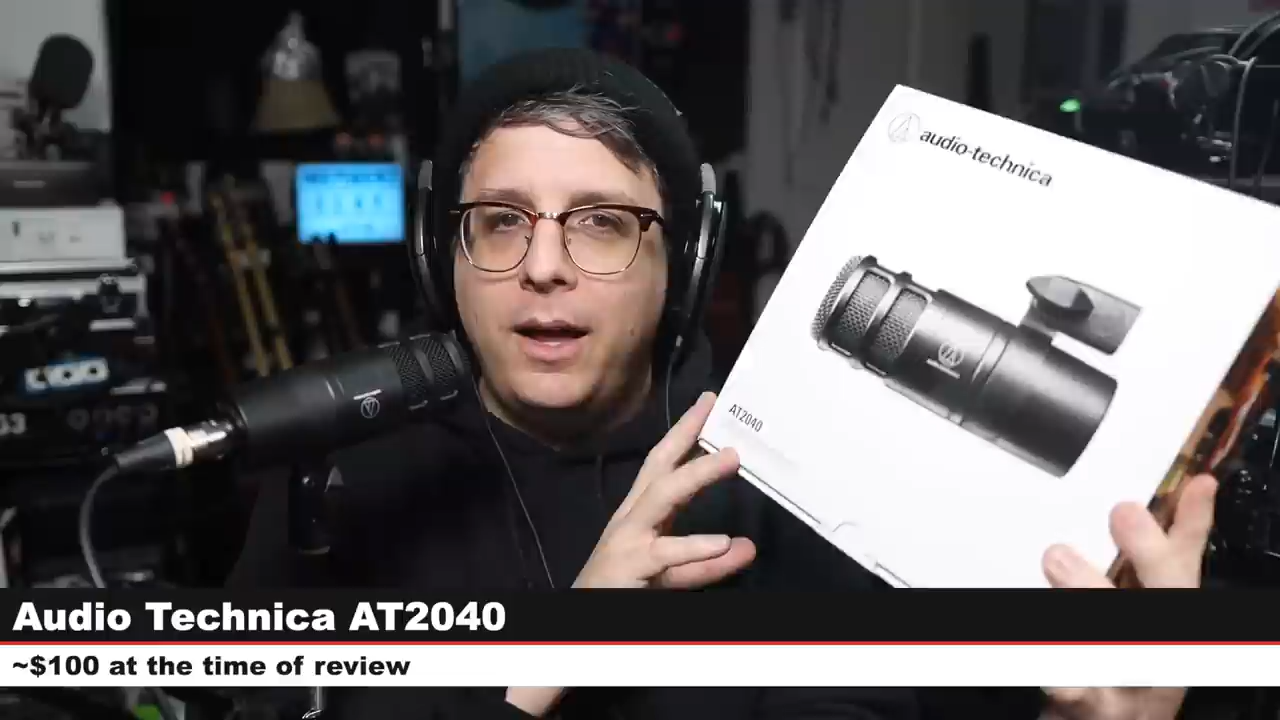 audio-technica
AT2040
Audio Technica AT2040
~$100 at the time of review